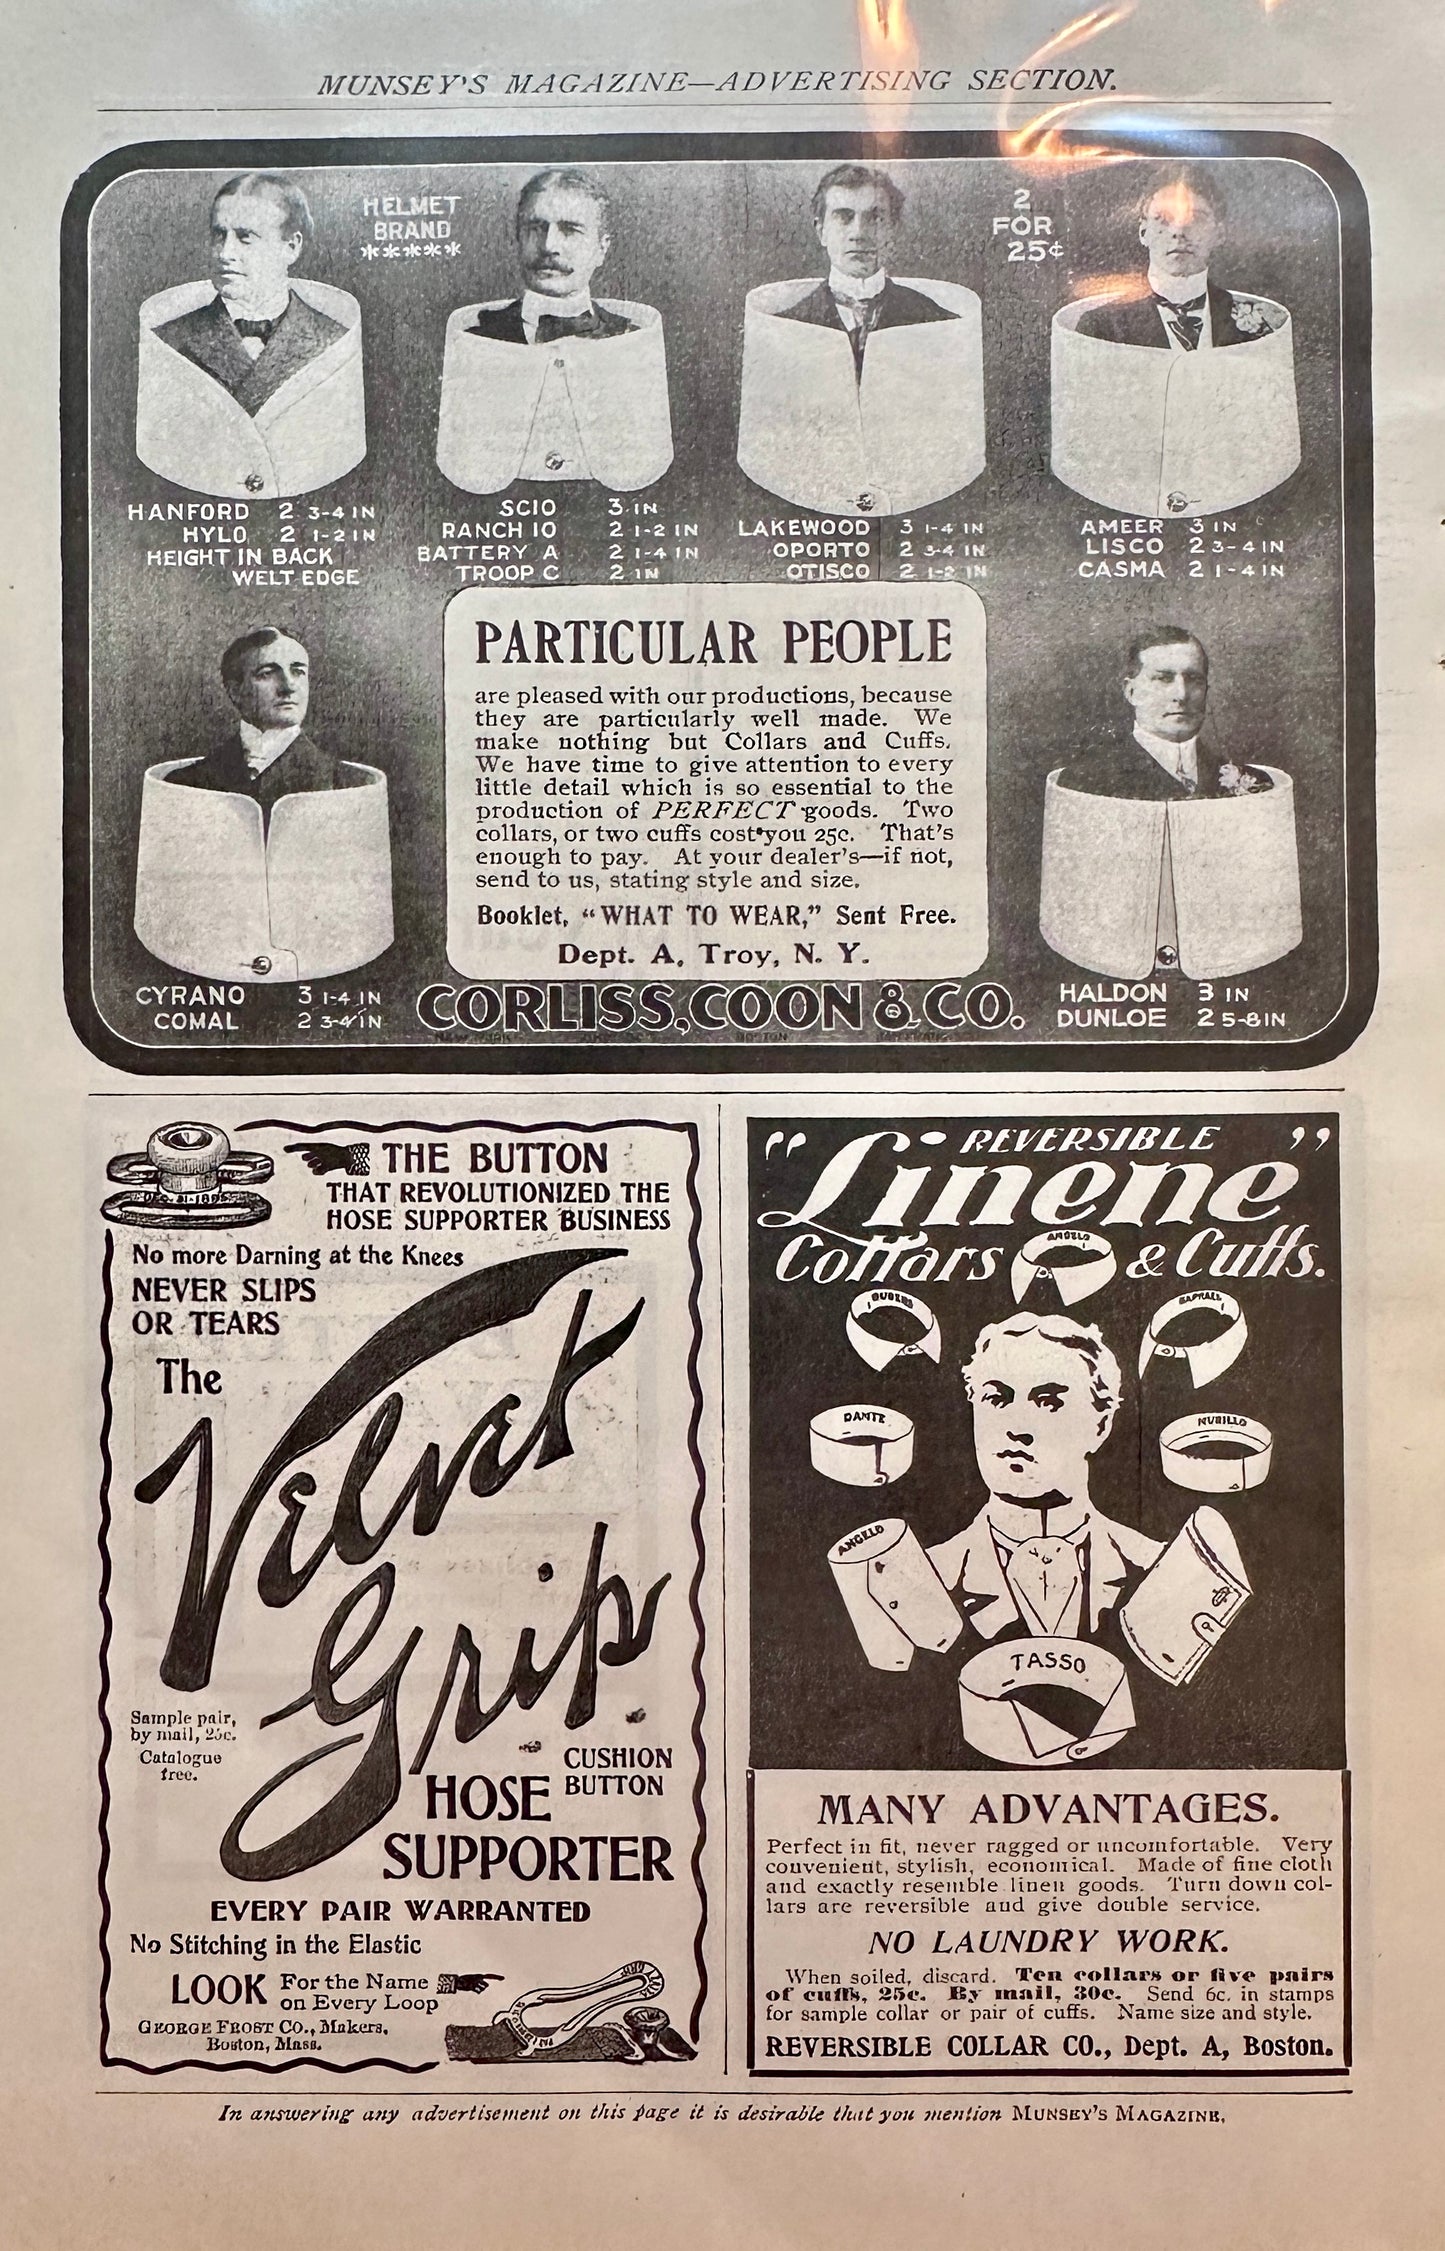 MUNSEY'S MAGAZINE—ADVERTISING SECTION.
HELMET
BRAND
*****
2
FOR
25¢
HANFORD 2 3-4 IN
HYLO 2 1-2 IN
HEIGHT IN BACK
WELT EDGE
SCIO 3 IN
RANCH 10 2 1-2 IN
BATTERY A 2 1-4 IN
TROOP C 2 IN
LAKEWOOD 3 1-4 IN
OPORTO 2 3-4 IN
OTISCO 2 1-2 IN
AMEER 3 IN
LISCO 2 3-4 IN
CASMA 2 1-4 IN
PARTICULAR PEOPLE
are pleased with our productions, because
they are particularly well made. We
make nothing but Collars and Cuffs.
We have time to give attention to every
little detail which is so essential to the
production of PERFECT goods. Two
collars, or two cuffs cost you 25c. That's
enough to pay. At your dealer's—if not,
send to us, stating style and size.
Booklet, "WHAT TO WEAR," Sent Free.
Dept. A, Troy, N. Y.
CYRANO 3 1-4 IN
COMAL 2 3-4 IN
CORLISS, COON & CO.
BOSTON
HALDON 3 IN
DUNLOE 2 5-8 IN
THE BUTTON
THAT REVOLUTIONIZED THE
HOSE SUPPORTER BUSINESS
No more Darning at the Knees
NEVER SLIPS
OR TEARS
The
Velvet
Grip
Sample pair,
by mail, 25c.
Catalogue
free.
CUSHION
BUTTON
HOSE
SUPPORTER
EVERY PAIR WARRANTED
No Stitching in the Elastic
LOOK For the Name
on Every Loop
GEORGE FROST CO., Makers,
Boston, Mass.
REVERSIBLE
"Linene"
Collars & Cuffs.
ANGELO
RUBENS
RAPHAEL
DANTE
MURILLO
ANGELO
TASSO
MANY ADVANTAGES.
Perfect in fit, never ragged or uncomfortable. Very
convenient, stylish, economical. Made of fine cloth
and exactly resemble linen goods. Turn down col-
lars are reversible and give double service.
NO LAUNDRY WORK.
When soiled, discard. Ten collars or five pairs
of cuffs, 25c. By mail, 30c. Send 6c. in stamps
for sample collar or pair of cuffs. Name size and style.
REVERSIBLE COLLAR CO., Dept. A, Boston.
In answering any advertisement on this page it is desirable that you mention MUNSEY'S MAGAZINE.